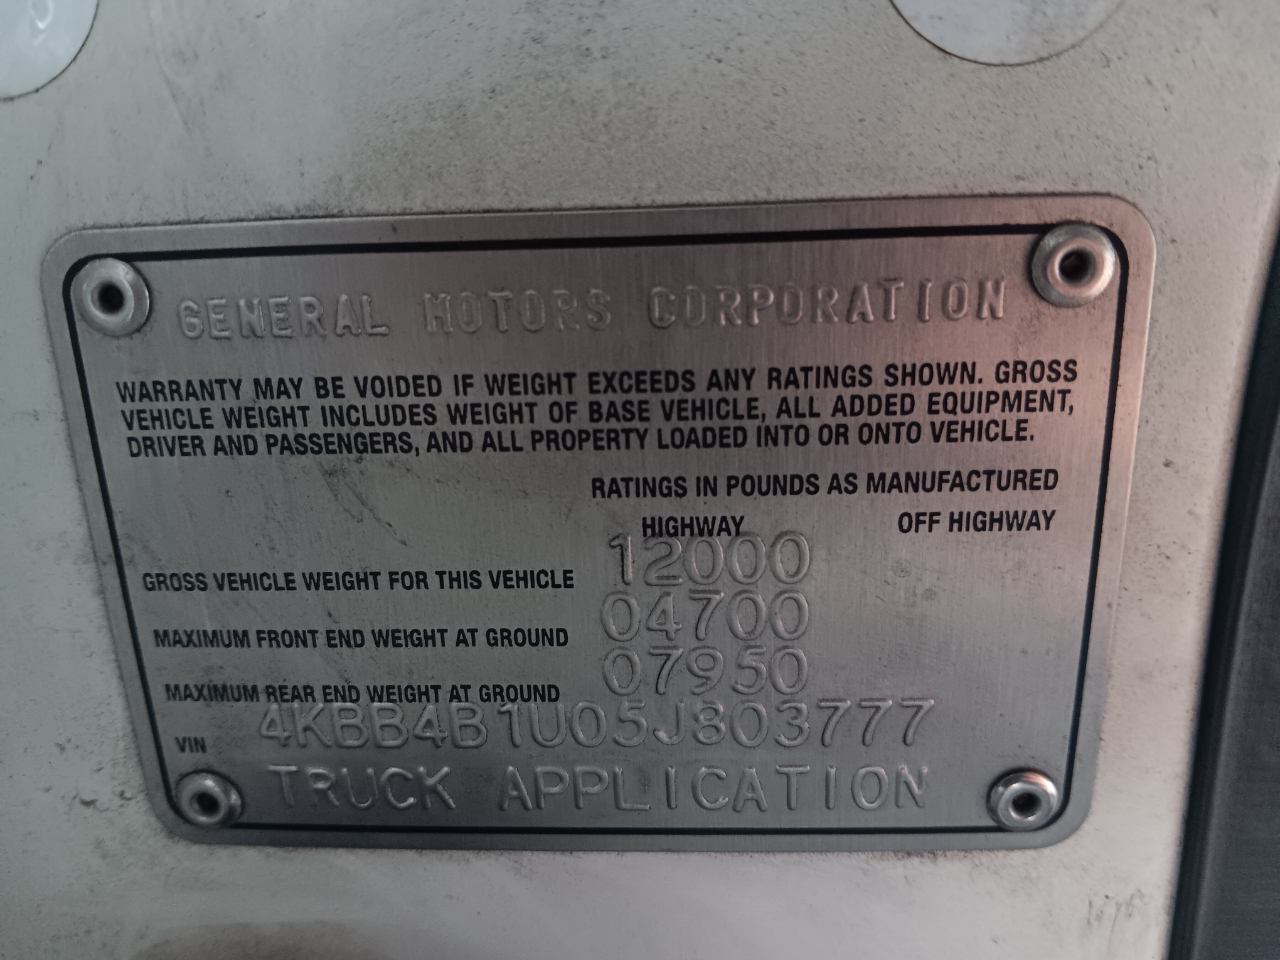 GENERAL MOTORS CORPORATION
WARRANTY MAY BE VOIDED IF WEIGHT EXCEEDS ANY RATINGS SHOWN. GROSS
VEHICLE WEIGHT INCLUDES WEIGHT OF BASE VEHICLE, ALL ADDED EQUIPMENT,
DRIVER AND PASSENGERS, AND ALL PROPERTY LOADED INTO OR ONTO VEHICLE.
RATINGS IN POUNDS AS MANUFACTURED
HIGHWAY OFF HIGHWAY
GROSS VEHICLE WEIGHT FOR THIS VEHICLE 12000
MAXIMUM FRONT END WEIGHT AT GROUND 04700
MAXIMUM REAR END WEIGHT AT GROUND 07950
VIN 4KBB4B1U05J803777
TRUCK APPLICATION